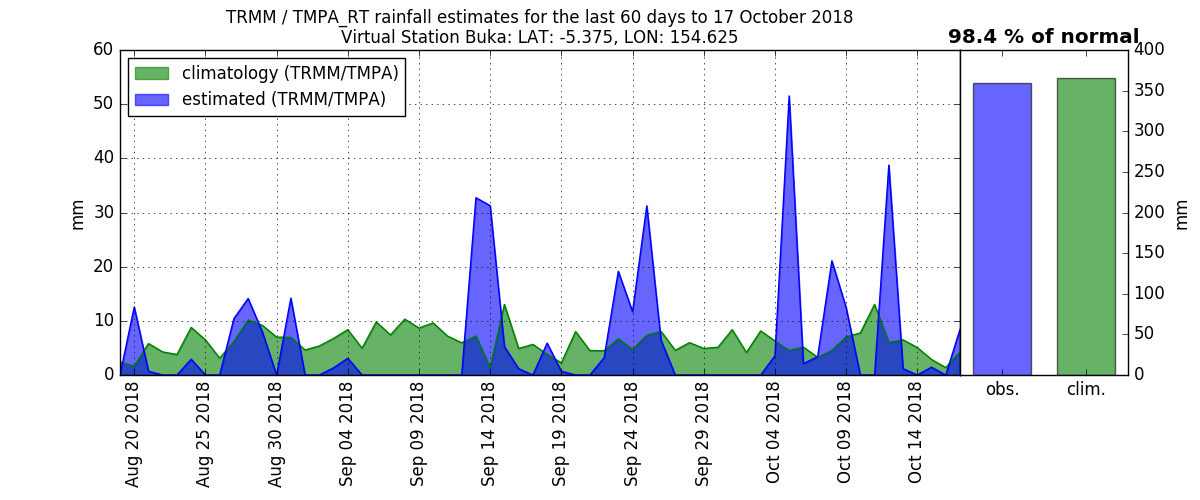 TRMM / TMPA_RT rainfall estimates for the last 60 days to 17 October 2018
Virtual Station Buka: LAT: -5.375, LON: 154.625
98.4 % of normal
climatology (TRMM/TMPA)
estimated (TRMM/TMPA)
60
50
40
30
20
10
0
mm
Aug 20 2018
Aug 25 2018
Aug 30 2018
Sep 04 2018
Sep 09 2018
Sep 14 2018
Sep 19 2018
Sep 24 2018
Sep 29 2018
Oct 04 2018
Oct 09 2018
Oct 14 2018
obs.
clim.
400
350
300
250
200
150
100
50
0
mm